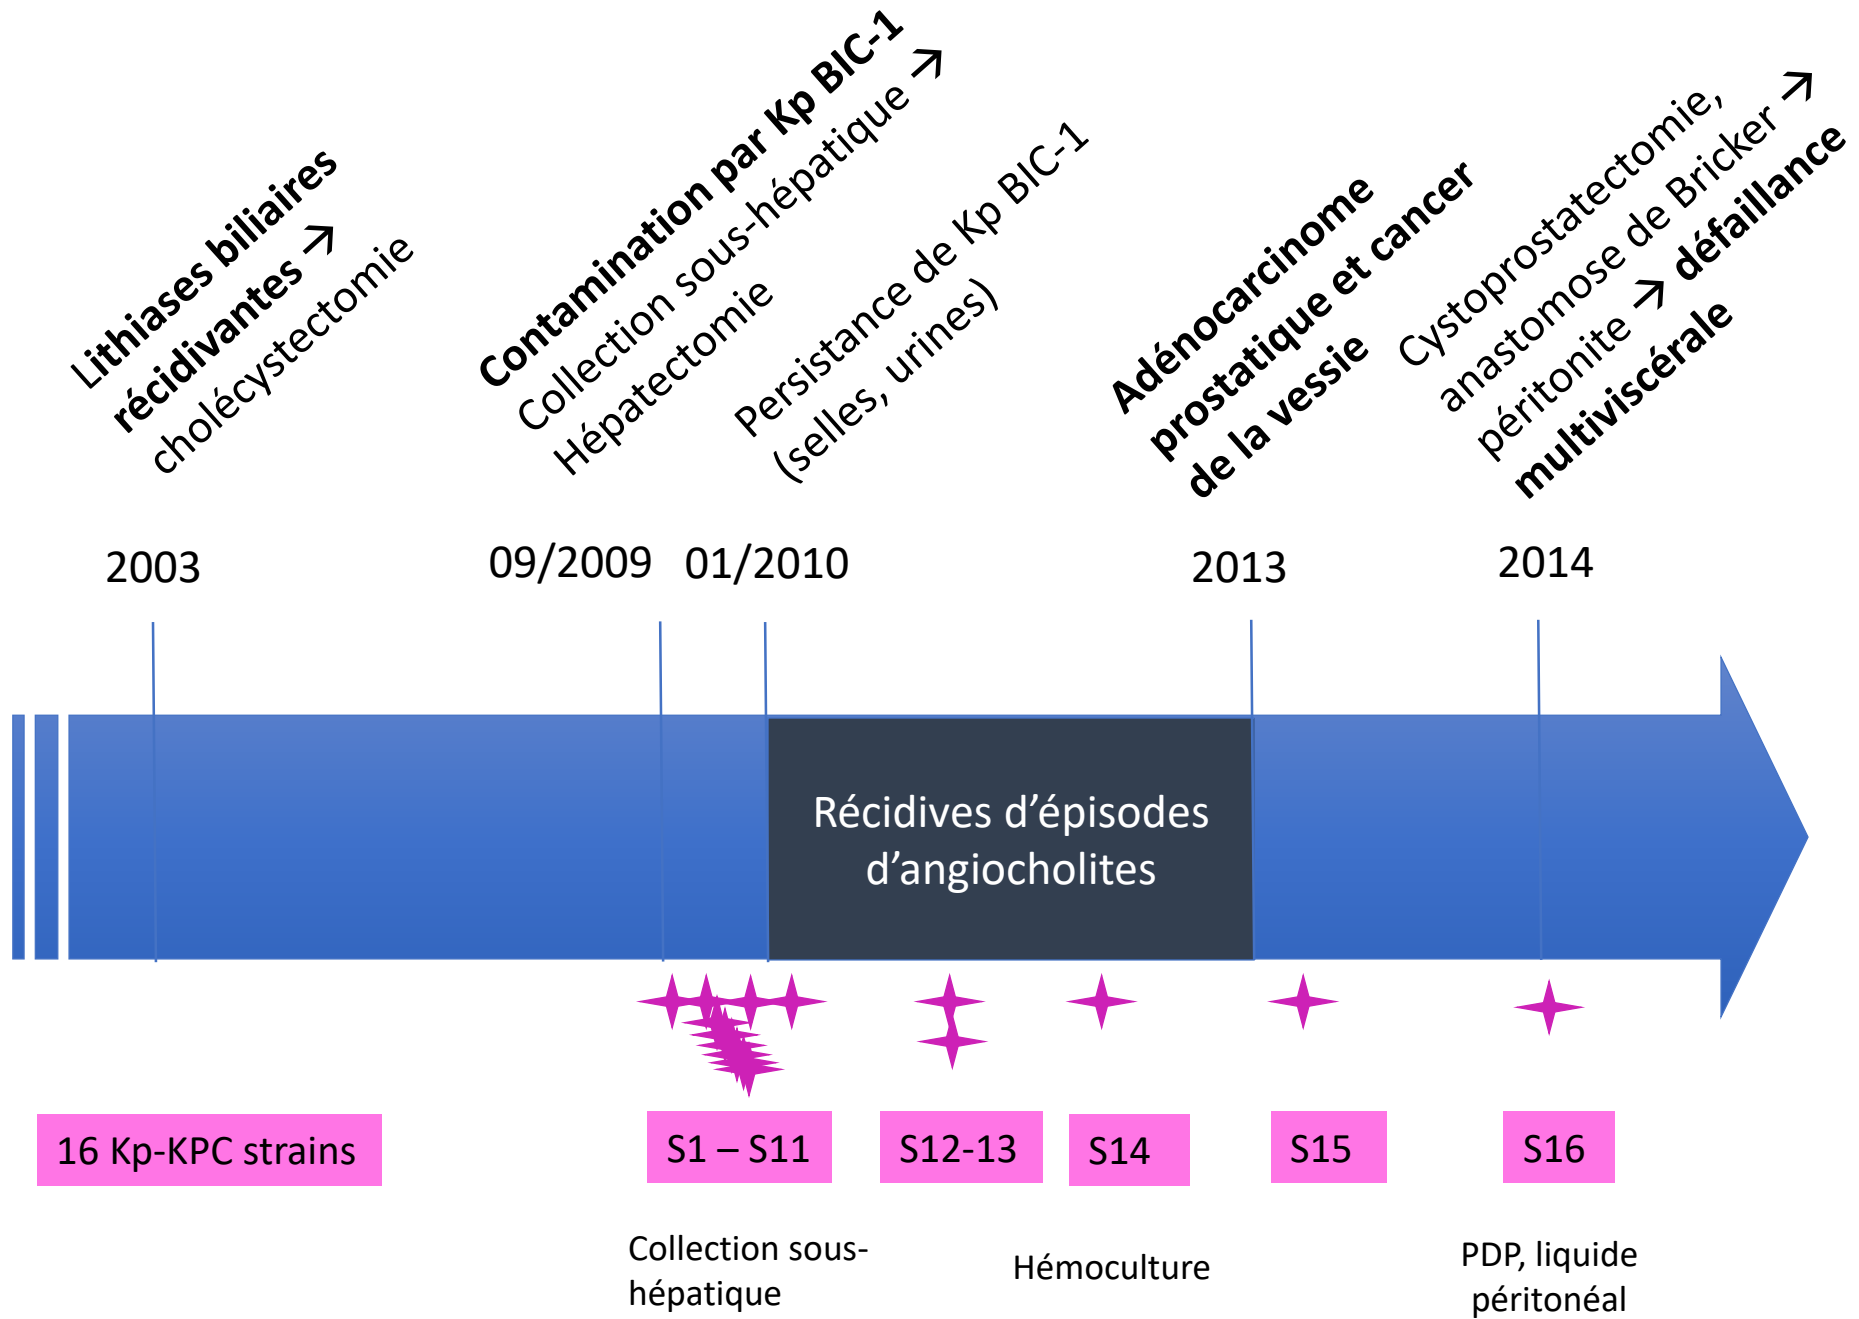 Lithiases biliaires
récidivantes →
cholécystectomie
Contamination par Kp BIC-1
Collection sous-hépatique →
Hépatectomie
Persistance de Kp BIC-1
(selles, urines)
Adénocarcinome
prostatique et cancer
de la vessie
Cystoprostatectomie,
anastomose de Bricker →
péritonite → défaillance
multiviscérale
2003
09/2009
01/2010
2013
2014
Récidives d’épisodes
d’angiocholites
16 Kp-KPC strains
S1 – S11
S12-13
S14
S15
S16
Collection sous-
hépatique
Hémoculture
PDP, liquide
péritonéal